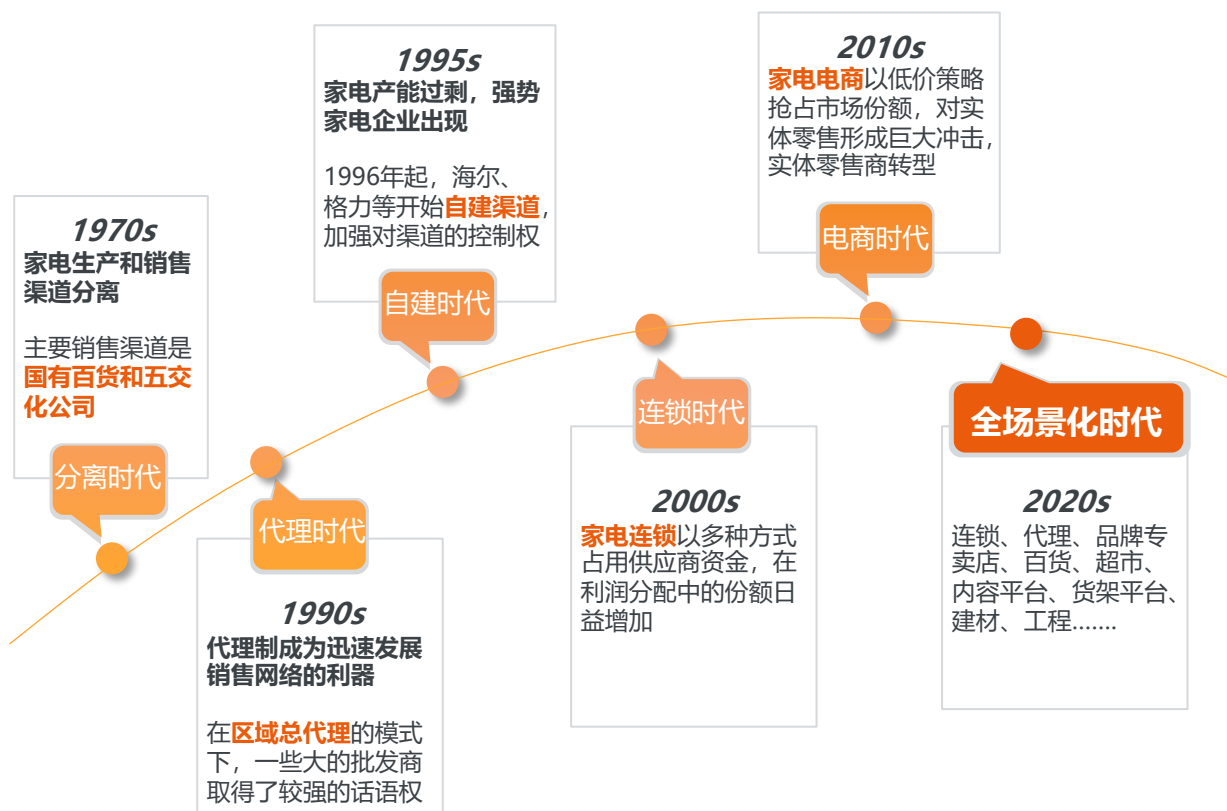 1970s
家电生产和销售
渠道分离
主要销售渠道是
国有百货和五交
化公司
分离时代
代理时代
1990s
代理制成为迅速发展
销售网络的利器
在区域总代理的模式
下，一些大的批发商
取得了较强的话语权
1995s
家电产能过剩，强势
家电企业出现
1996年起，海尔、
格力等开始自建渠道，
加强对渠道的控制权
自建时代
连锁时代
2000s
家电连锁以多种方式
占用供应商资金，在
利润分配中的份额日
益增加
2010s
家电电商以低价策略
抢占市场份额，对实
体零售形成巨大冲击，
实体零售商转型
电商时代
全场景化时代
2020s
连锁、代理、品牌专
卖店、百货、超市、
内容平台、货架平台、
建材、工程.......